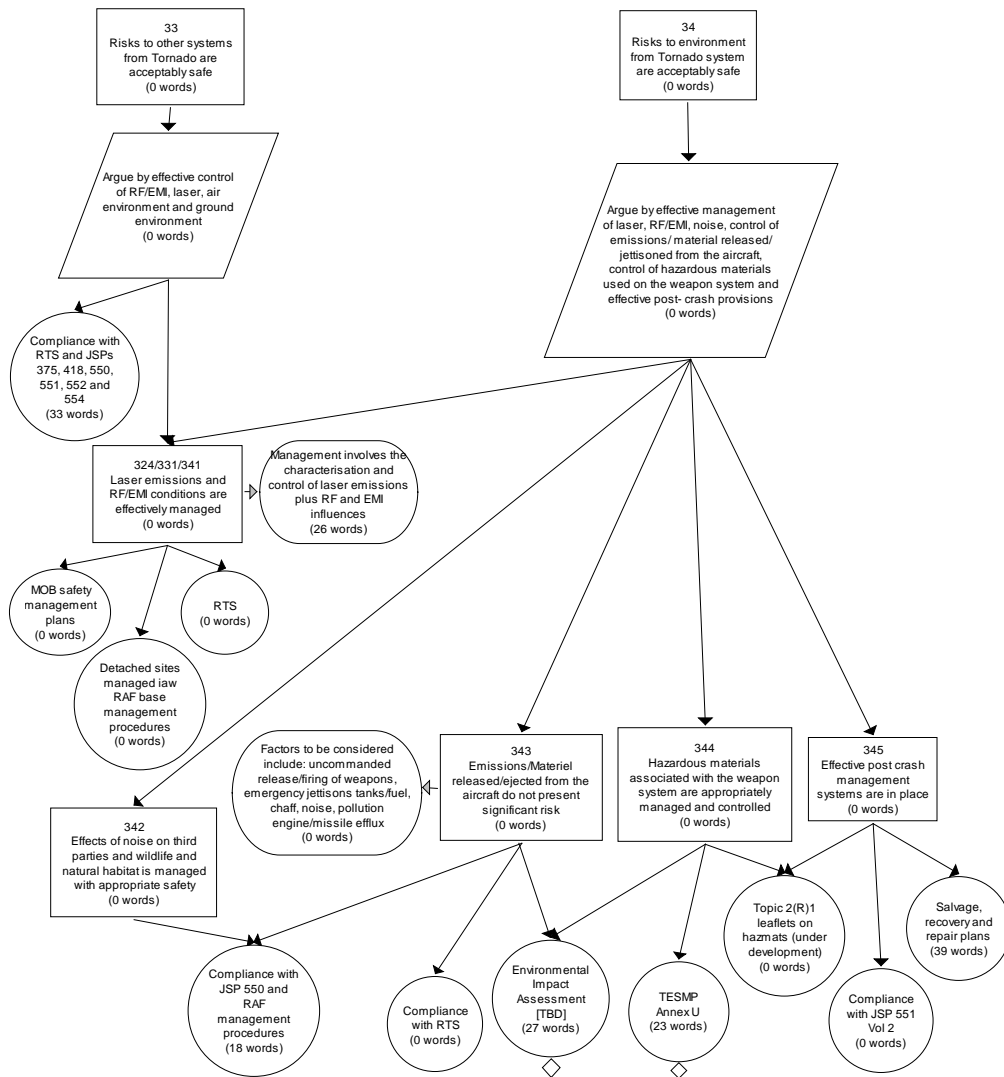 33
Risks to other systems
from Tornado are
acceptably safe
(0 words)
34
Risks to environment
from Tornado system
are acceptably safe
(0 words)
Argue by effective control
of RF/EMI, laser, air
environment and ground
environment
(0 words)
Argue by effective management
of laser, RF/EMI, noise, control of
emissions/ material released/
jettisoned from the aircraft,
control of hazardous materials
used on the weapon system and
effective post- crash provisions
(0 words)
Compliance with
RTS and JSPs
375, 418, 550,
551, 552 and
554
(33 words)
324/331/341
Laser emissions and
RF/EMI conditions are
effectively managed
(0 words)
Management involves the
characterisation and
control of laser emissions
plus RF and EMI
influences
(26 words)
MOB safety
management
plans
(0 words)
RTS
(0 words)
Detached sites
managed iaw
RAF base
management
procedures
(0 words)
Factors to be considered
include: uncommanded
release/firing of weapons,
emergency jettisons tanks/fuel,
chaff, noise, pollution
engine/missile efflux
(0 words)
343
Emissions/Materiel
released/ejected from the
aircraft do not present
significant risk
(0 words)
344
Hazardous materials
associated with the weapon
system are appropriately
managed and controlled
(0 words)
345
Effective post crash
management
systems are in place
(0 words)
342
Effects of noise on third
parties and wildlife and
natural habitat is managed
with appropriate safety
(0 words)
Compliance with
JSP 550 and
RAF
management
procedures
(18 words)
Compliance
with RTS
(0 words)
Environmental
Impact
Assessment
[TBD]
(27 words)
TESMP
Annex U
(23 words)
Topic 2(R)1
leaflets on
hazmats (under
development)
(0 words)
Compliance
with JSP 551
Vol 2
(0 words)
Salvage,
recovery and
repair plans
(39 words)